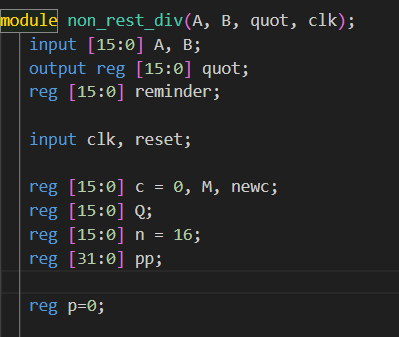 module non_rest_div(A, B, quot, clk);
input [15:0] A, B;
output reg [15:0] quot;
reg [15:0] reminder;
input clk, reset;
reg [15:0] c = 0, M, newc;
reg [15:0] Q;
reg [15:0] n = 16;
reg [31:0] pp;
reg p=0;